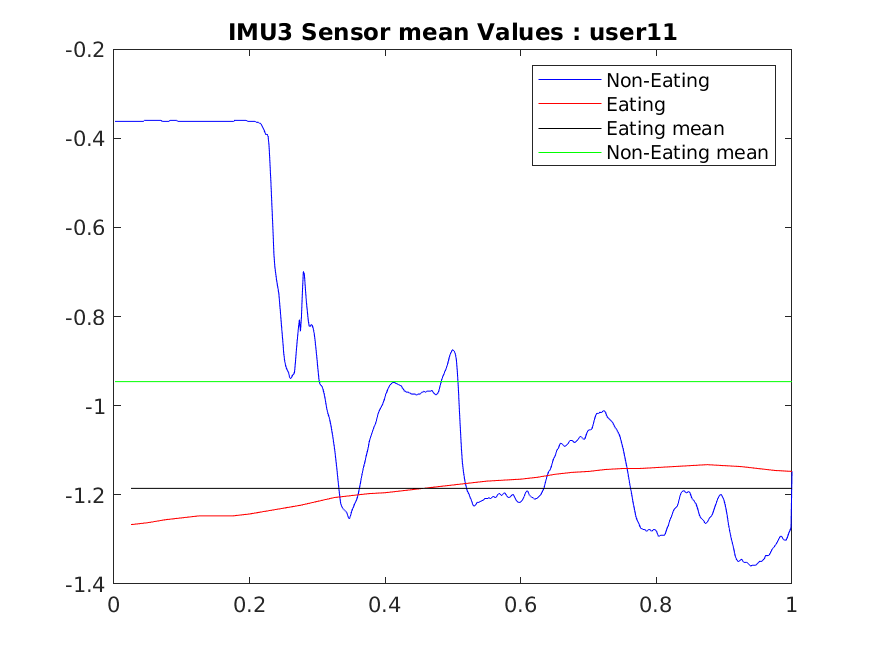 IMU3 Sensor mean Values : user11
Non-Eating
Eating
Eating mean
Non-Eating mean
-0.2
-0.4
-0.6
-0.8
-1
-1.2
-1.4
0 0.2 0.4 0.6 0.8 1